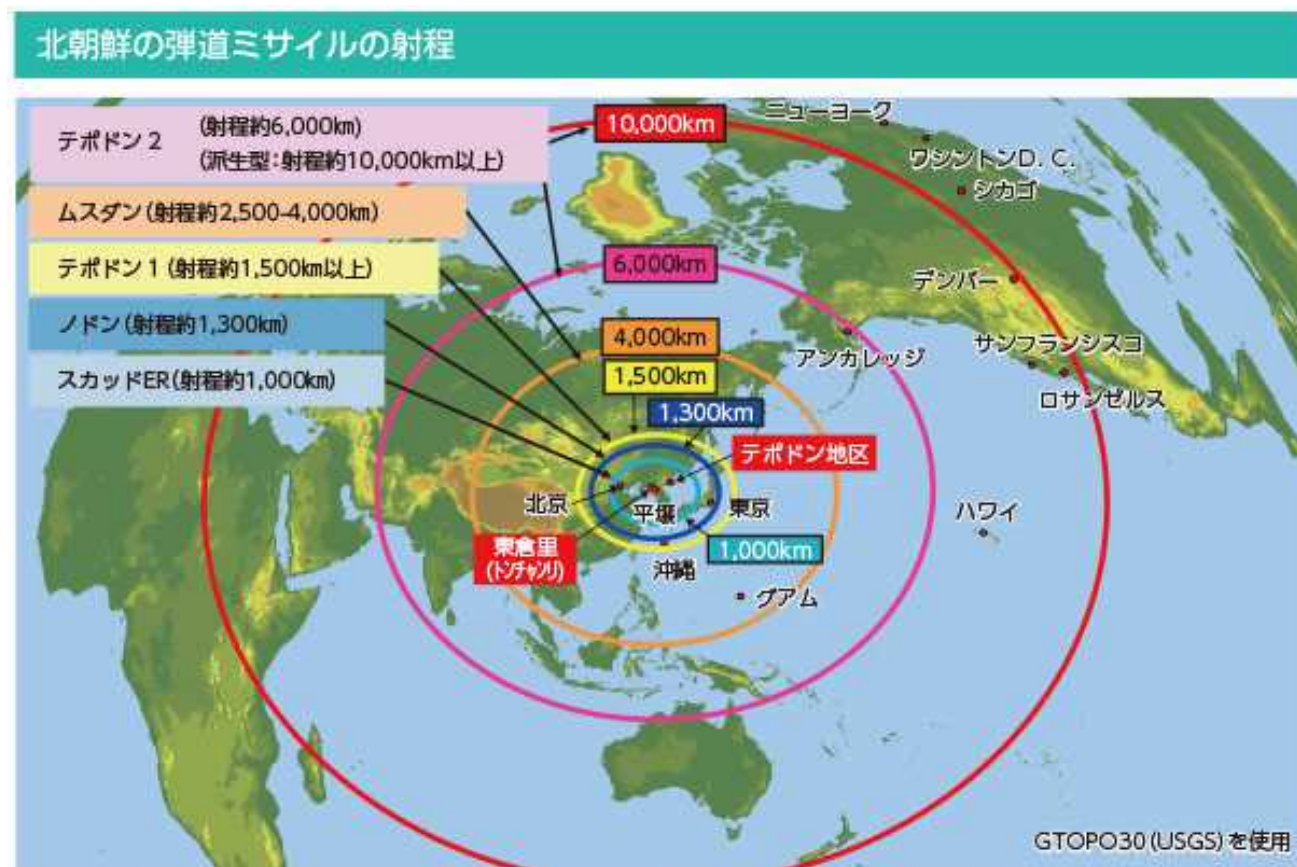 北朝鮮の弾道ミサイルの射程
テポドン 2 (射程約6,000km)
(派生型：射程約10,000km以上)
ムスダン(射程約2,500-4,000km)
テポドン 1 (射程約1,500km以上)
ノドン(射程約1,300km)
スカッドER(射程約1,000km)
10,000km
ニューヨーク
ワシントンD. C.
シカゴ
6,000km
デンバー
4,000km
アンカレッジ
サンフランシスコ
1,500km
ロサンゼルス
1,300km
テポドン地区
北京
平壌
東京
ハワイ
東倉里
(トンチャンリ)
1,000km
沖縄
グアム
GTOPO30 (USGS) を使用